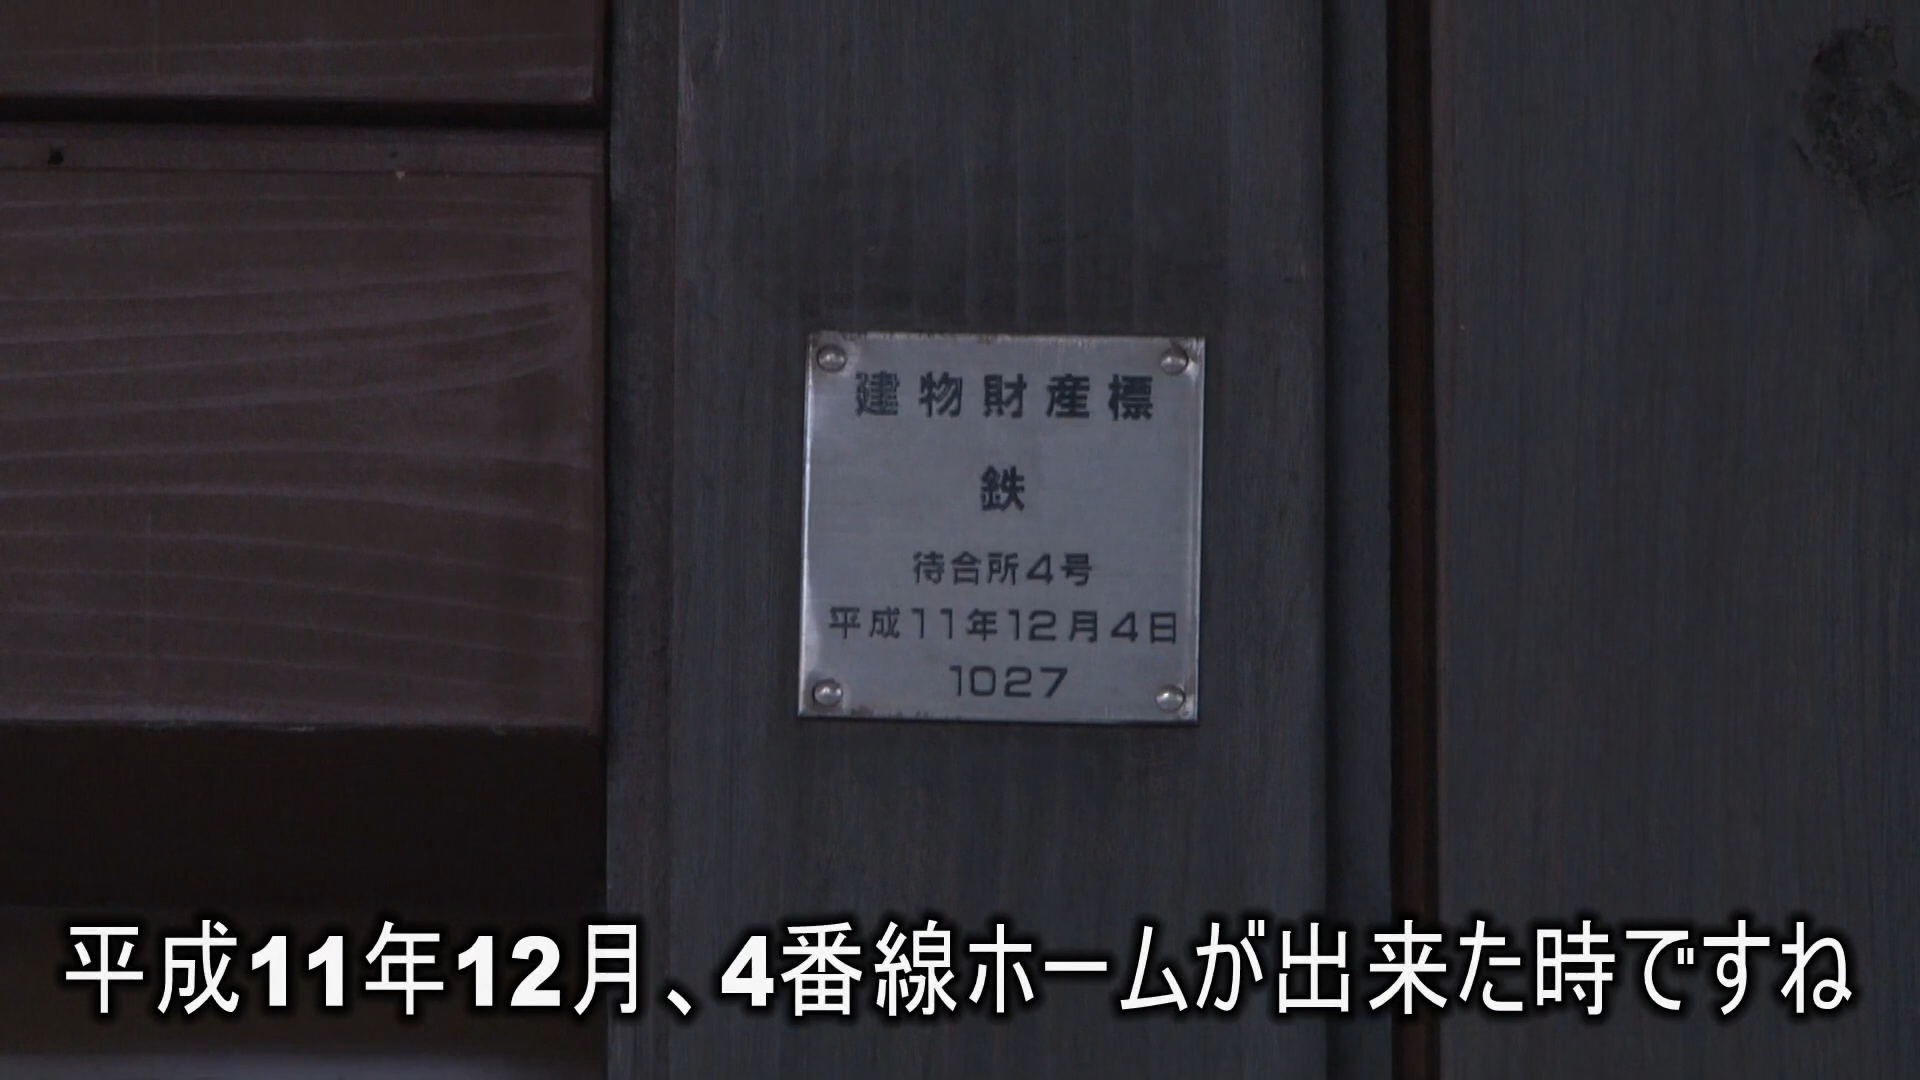 建物財産標
鉄
待合所4号
平成11年12月4日
1027
平成11年12月、4番線ホームが出来た時ですね